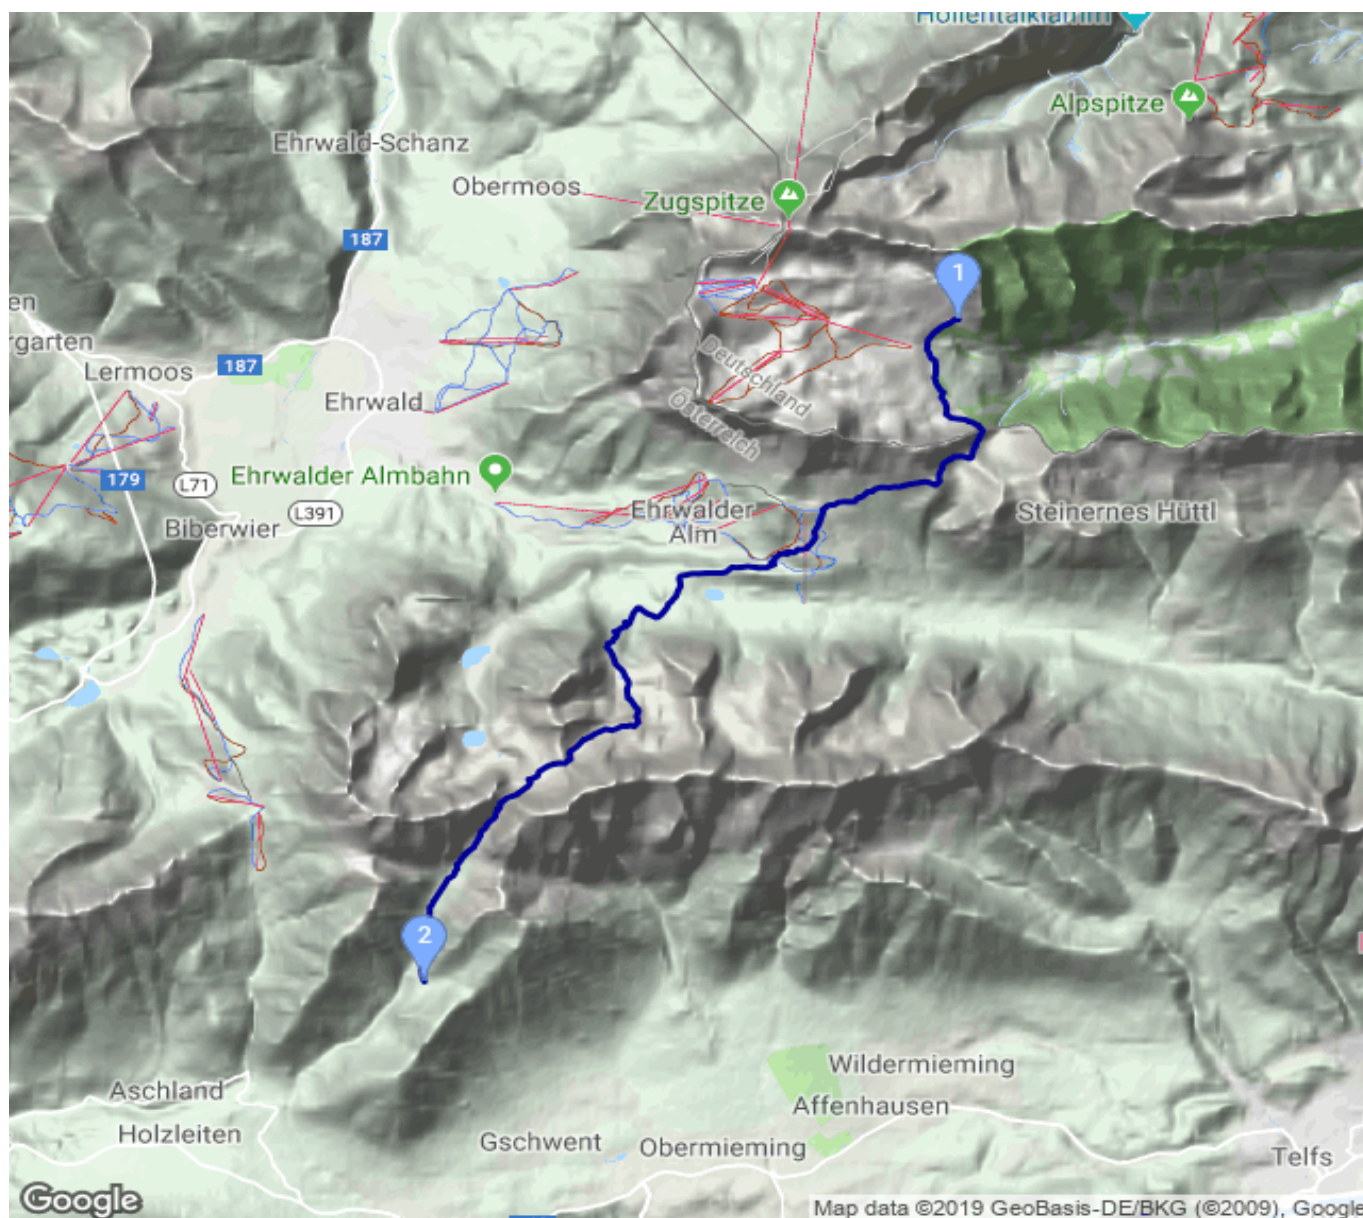 Höllentalklamm
Alpspitze
Ehrwald-Schanz
Obermoos
Zugspitze
187
1
en
rgarten
187
Lermoos
Deutschland
Österreich
Ehrwald
179
L71
Ehrwalder Almbahn
L391
Biberwier
Ehrwalder
Alm
Steinernes Hüttl
2
Wildermieming
Aschland
Affenhausen
Holzleiten
Gschwent
Obermieming
Telfs
Google
Map data ©2019 GeoBasis-DE/BKG (©2009), Google